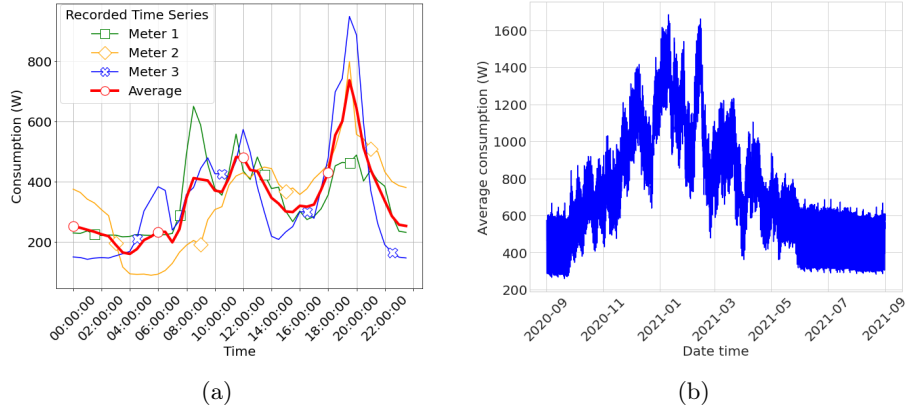 Recorded Time Series
Meter 1
Meter 2
Meter 3
Average
Consumption (W)
800
600
400
200
00:00:00
02:00:00
04:00:00
06:00:00
08:00:00
10:00:00
12:00:00
14:00:00
16:00:00
18:00:00
20:00:00
22:00:00
Time
(a)
Average consumption (W)
1600
1400
1200
1000
800
600
400
200
2020-09
2020-11
2021-01
2021-03
2021-05
2021-07
2021-09
Date time
(b)